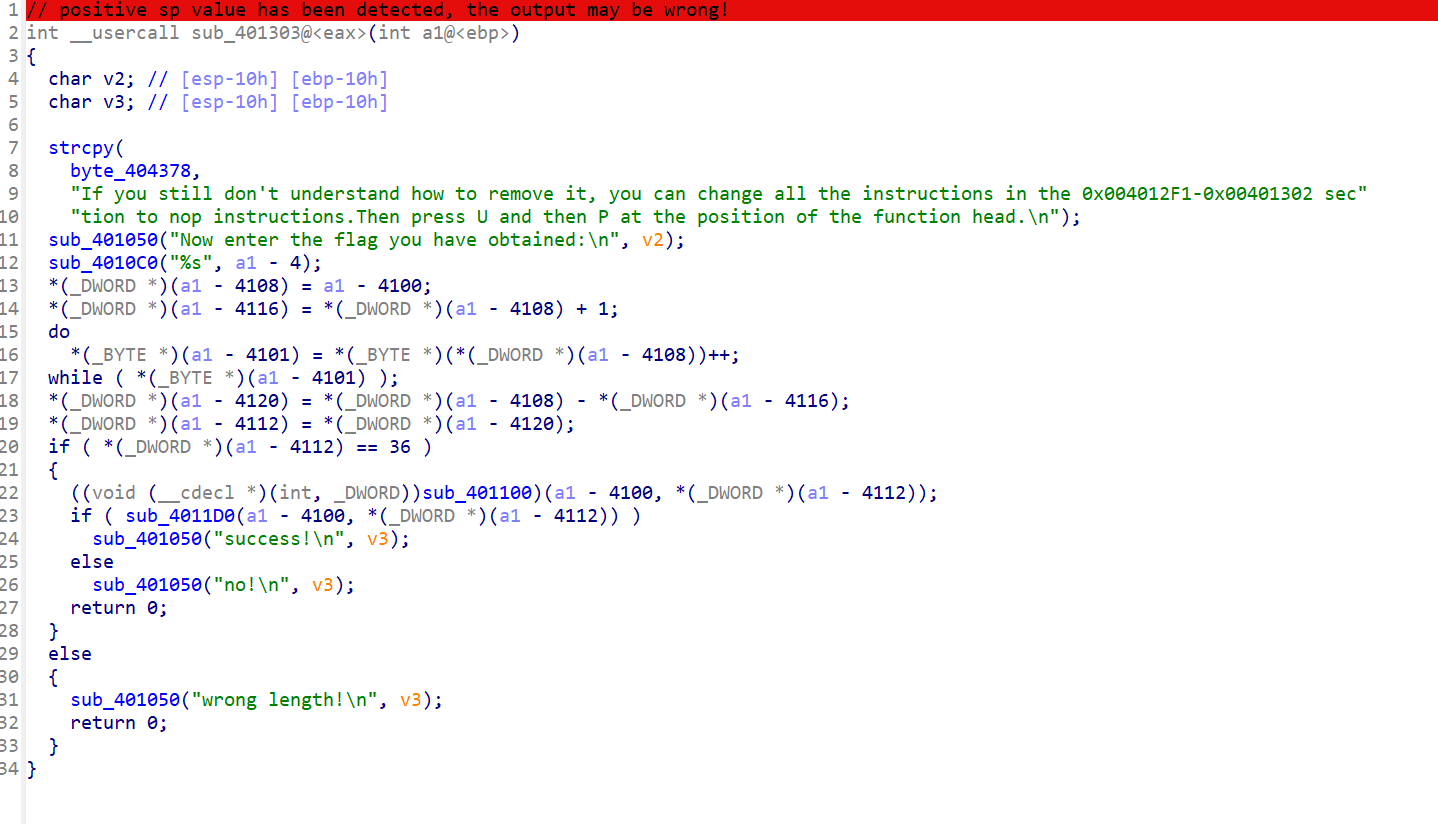 1 // positive sp value has been detected, the output may be wrong!
2 int __usercall sub_401303@<eax>(int a1@<ebp>)
3 {
4   char v2; // [esp-10h] [ebp-10h]
5   char v3; // [esp-10h] [ebp-10h]
6
7   strcpy(
8     byte_404378,
9     "If you still don't understand how to remove it, you can change all the instructions in the 0x004012F1-0x00401302 sec"
10     "tion to nop instructions.Then press U and then P at the position of the function head.\n");
11   sub_401050("Now enter the flag you have obtained:\n", v2);
12   sub_4010C0("%s", a1 - 4);
13   *(_DWORD *)(a1 - 4108) = a1 - 4100;
14   *(_DWORD *)(a1 - 4116) = *(_DWORD *)(a1 - 4108) + 1;
15   do
16     *(_BYTE *)(a1 - 4101) = *(_BYTE *)(*(_DWORD *)(a1 - 4108))++;
17   while ( *(_BYTE *)(a1 - 4101) );
18   *(_DWORD *)(a1 - 4120) = *(_DWORD *)(a1 - 4108) - *(_DWORD *)(a1 - 4116);
19   *(_DWORD *)(a1 - 4112) = *(_DWORD *)(a1 - 4120);
20   if ( *(_DWORD *)(a1 - 4112) == 36 )
21   {
22     ((void (__cdecl *)(int, _DWORD))sub_401100)(a1 - 4100, *(_DWORD *)(a1 - 4112));
23     if ( sub_4011D0(a1 - 4100, *(_DWORD *)(a1 - 4112)) )
24       sub_401050("success!\n", v3);
25     else
26       sub_401050("no!\n", v3);
27     return 0;
28   }
29   else
30   {
31     sub_401050("wrong length!\n", v3);
32     return 0;
33   }
34 }